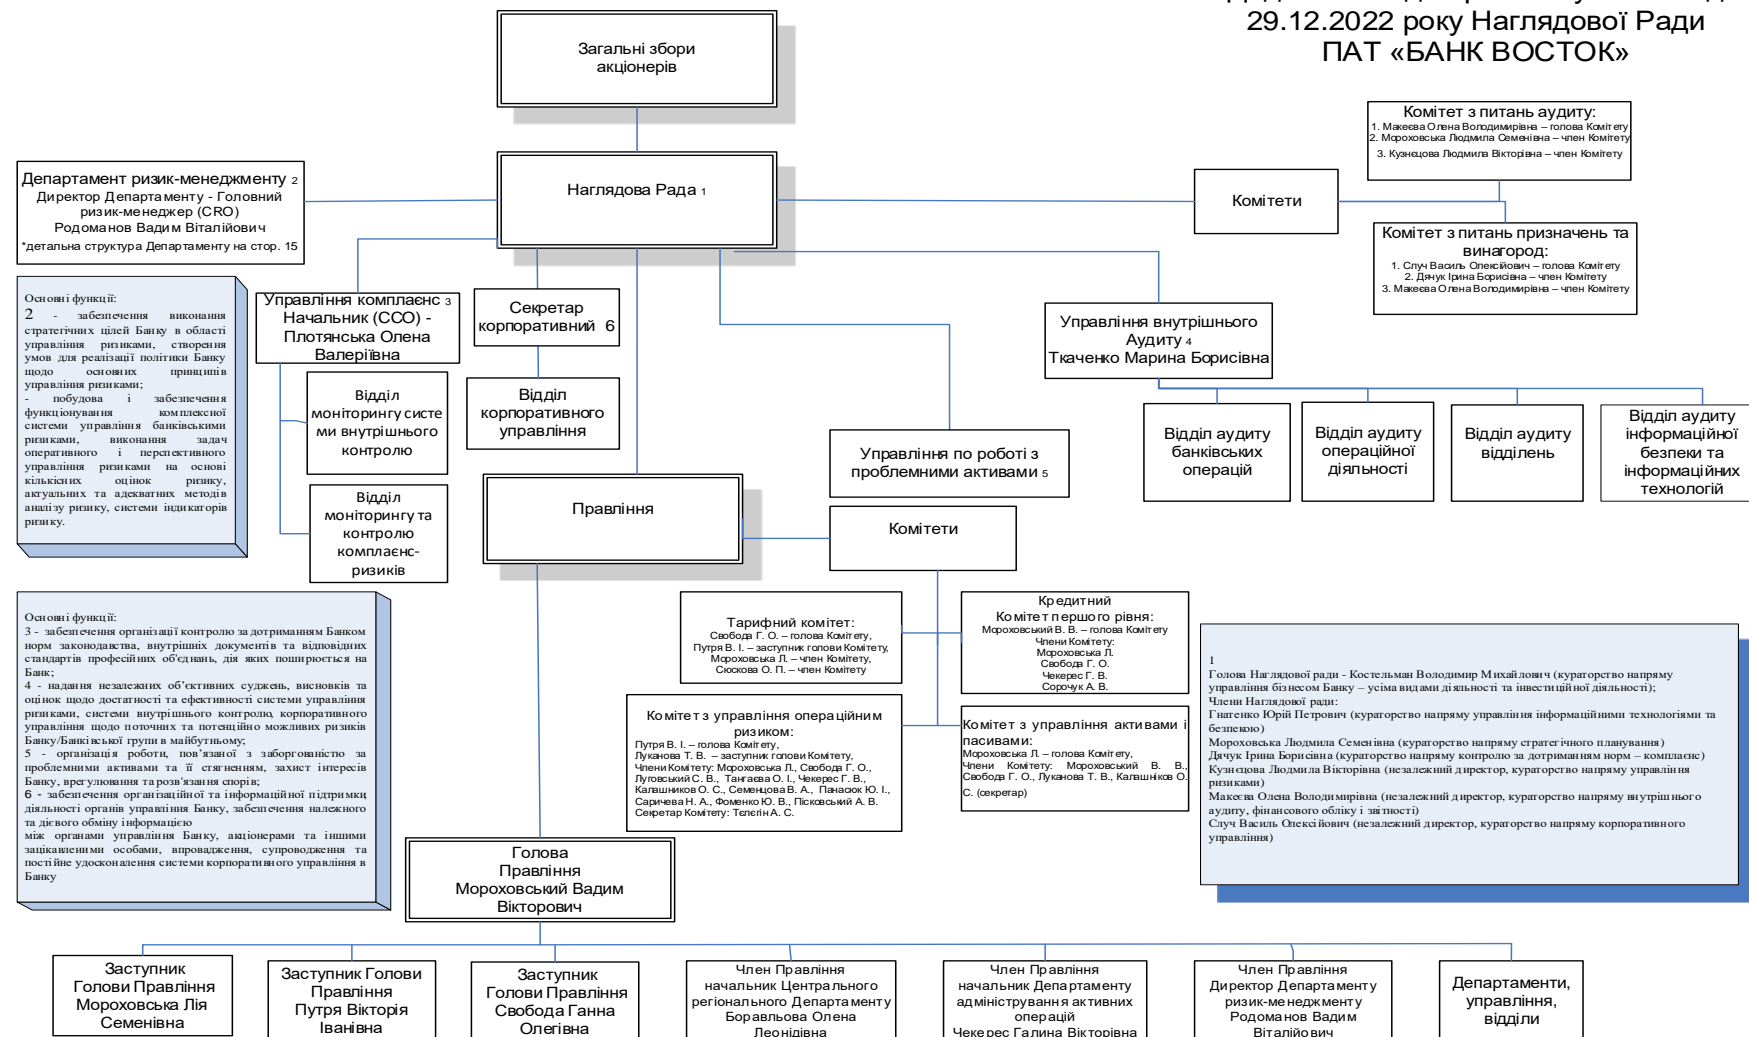 29.12.2022 року Наглядової Ради
ПАТ «БАНК ВОСТОК»
Загальні збори
акціонерів
Комітет з питань аудиту:
1. Макеєва Олена Володимирівна – голова Комітету
2. Мороховська Людмила Семенівна – член Комітету
3. Кузнєцова Людмила Вікторівна – член Комітету
Департамент ризик-менеджменту 2
Директор Департаменту - Головний
ризик-менеджер (CRO)
Родоманов Вадим Віталійович
*детальна структура Департаменту на стор. 15
Наглядова Рада 1
Комітети
Комітет з питань призначень та
винагород:
1. Случ Василь Олексійович – голова Комітету
2. Дячук Ірина Борисівна – член Комітету
3. Макеєва Олена Володимирівна – член Комітету
Основні функції:
2 - забезпечення виконання
стратегічних цілей Банку в області
управління ризиками, створення
умов для реалізації політики Банку
щодо основних принципів
управління ризиками;
- побудова і забезпечення
функціонування комплексної
системи управління банківськими
ризиками, виконання задач
оперативного і перспективного
управління ризиками на основі
кількісних оцінок ризику,
актуальних та адекватних методів
аналізу ризику, системи індикаторів
ризику.
Управління комплаєнс 3
Начальник (ССО) -
Плотянська Олена
Валеріївна
Секретар
корпоративний 6
Управління внутрішнього
Аудиту 4
Ткаченко Марина Борисівна
Відділ
моніторингу систе
ми внутрішнього
контролю
Відділ
корпоративного
управління
Відділ аудиту
банківських
операцій
Відділ аудиту
операційної
діяльності
Відділ аудиту
відділень
Відділ аудиту
інформаційної
безпеки та
інформаційних
технологій
Управління по роботі з
проблемними активами 5
Відділ
моніторингу та
контролю
комплаєнс-
ризиків
Правління
Комітети
Основні функції:
3 - забезпечення організації контролю за дотриманням Банком
норм законодавства, внутрішніх документів та відповідних
стандартів професійних об'єднань, дія яких поширюється на
Банк;
4 - надання незалежних об’єктивних суджень, висновків та
оцінок щодо достатності та ефективності системи управління
ризиками, системи внутрішнього контролю, корпоративного
управління щодо поточних та потенційно можливих ризиків
Банку/Банківської групи в майбутньому;
5 - організація роботи, пов’язаної з заборгованістю за
проблемними активами та її стягненням, захист інтересів
Банку, врегулювання та розв'язання спорів;
6 - забезпечення організаційної та інформаційної підтримки
діяльності органів управління Банку, забезпечення належного
та дієвого обміну інформацією
між органами управління Банку, акціонерами та іншими
зацікавленими особами, впровадження, супроводження та
постійне удосконалення системи корпоративного управління в
Банку
Тарифний комітет:
Свобода Г. О. – голова Комітету,
Путря В. І. – заступник голови Комітету,
Мороховська Л. – член Комітету,
Сюскова О. П. – член Комітету
Кредитний
Комітет першого рівня:
Мороховський В. В. – голова Комітету
Члени Комітету:
Мороховська Л.
Свобода Г. О.
Чекерес Г. В.
Сорочук А. В.
Комітет з управління операційним
ризиком:
Путря В. І. – голова Комітету,
Луканова Т. В. – заступник голови Комітету,
Члени Комітету: Мороховська Л., Свобода Г. О.,
Луговський С. В., Тангаєва О. І., Чекерес Г. В.,
Калашников О. С., Семенцова В. А., Панасюк Ю. І.,
Саричева Н. А., Фоменко Ю. В., Пісковський А. В.
Секретар Комітету: Тєлєгін А. С.
Комітет з управління активами і
пасивами:
Мороховська Л. – голова Комітету,
Члени Комітету: Мороховський В. В.,
Свобода Г. О., Луканова Т. В., Калашніков О.
С. (секретар)
1
Голова Наглядової ради - Костельман Володимир Михайлович (кураторство напряму
управління бізнесом Банку – усіма видами діяльності та інвестиційної діяльності);
Члени Наглядової ради:
Гнатенко Юрій Петрович (кураторство напряму управління інформаційними технологіями та
безпекою)
Мороховська Людмила Семенівна (кураторство напряму стратегічного планування)
Дячук Ірина Борисівна (кураторство напряму контролю за дотриманням норм – комплаєнс)
Кузнєцова Людмила Вікторівна (незалежний директор, кураторство напряму управління
ризиками)
Макеєва Олена Володимирівна (незалежний директор, кураторство напряму внутрішнього
аудиту, фінансового обліку і звітності)
Случ Василь Олексійович (незалежний директор, кураторство напряму корпоративного
управління)
Голова
Правління
Мороховський Вадим
Вікторович
Заступник
Голови Правління
Мороховська Лія
Семенівна
Заступник Голови
Правління
Путря Вікторія
Іванівна
Заступник
Голови Правління
Свобода Ганна
Олегівна
Член Правління
начальник Центрального
регіонального Департаменту
Боравльова Олена
Леонідівна
Член Правління
начальник Департаменту
адміністрування активних
операцій
Чекерес Галина Вікторівна
Член Правління
Директор Департаменту
ризик-менеджменту
Родоманов Вадим
Віталійович
Департаменти,
управління,
відділи